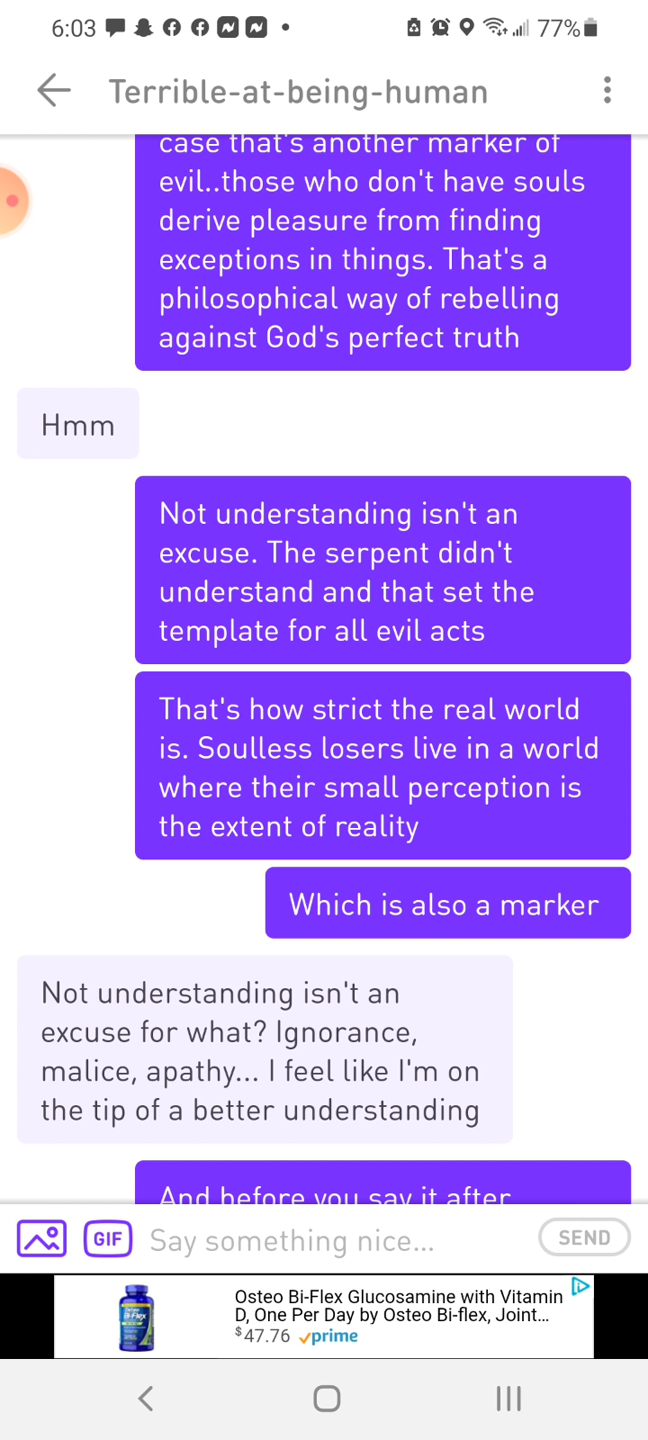 6:03
77%
Terrible-at-being-human
case that's another marker of
evil..those who don't have souls
derive pleasure from finding
exceptions in things. That's a
philosophical way of rebelling
against God's perfect truth
Hmm
Not understanding isn't an
excuse. The serpent didn't
understand and that set the
template for all evil acts
That's how strict the real world
is. Soulless losers live in a world
where their small perception is
the extent of reality
Which is also a marker
Not understanding isn't an
excuse for what? Ignorance,
malice, apathy... I feel like I'm on
the tip of a better understanding
And before you say it after
GIF
Say something nice...
SEND
Osteo Bi-Flex Glucosamine with Vitamin
D, One Per Day by Osteo Bi-flex, Joint...
$47.76 prime